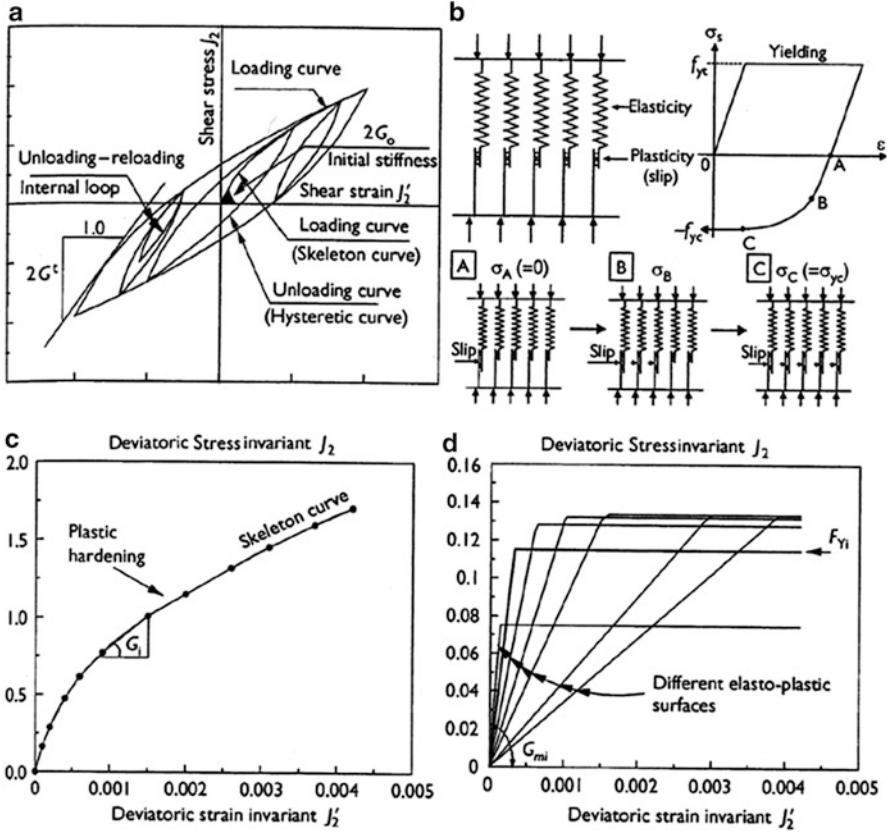 a
Shear stress J₂
Loading curve
2G₀
Initial stiffness
Unloading–reloading
Internal loop
Shear strain J₂′
1.0
Loading curve
(Skeleton curve)
2Gᵗ
Unloading curve
(Hysteretic curve)
b
Elasticity
Plasticity
(slip)
σₛ
Yielding
fyt
ε
0
A
B
−fyc
C
A σA (=0)
B σB
C σC (=σyc)
Slip
Slip
Slip
c
Deviatoric Stress invariant J₂
2.0
1.5
1.0
0.5
0.0
Plastic
hardening
Skeleton curve
Gᵢ
0 0.001 0.002 0.003 0.004 0.005
Deviatoric strain invariant J₂′
d
Deviatoric Stressinvariant J₂
0.16
0.14
0.12
0.1
0.08
0.06
0.04
0.02
0
FYi
Different elasto-plastic
surfaces
Gmi
0 0.001 0.002 0.003 0.004 0.005
Deviatoric strain invariant J₂′